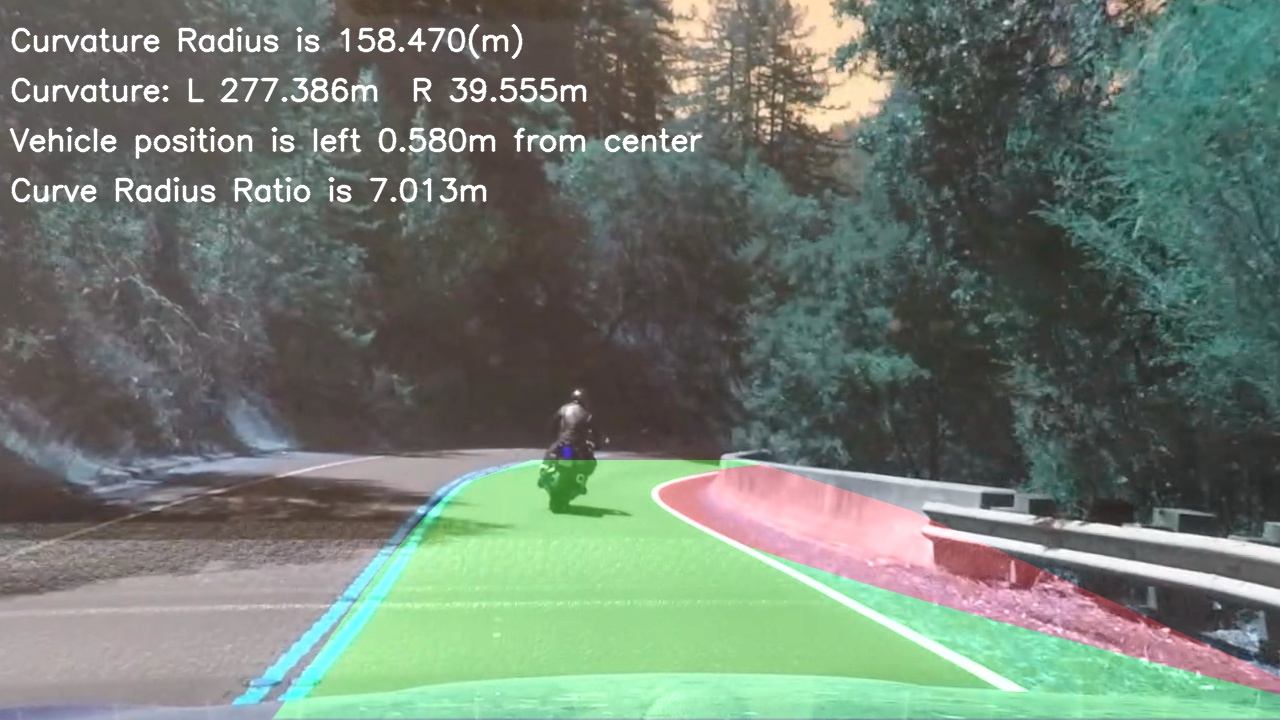 Curvature Radius is 158.470(m)
Curvature: L 277.386m R 39.555m
Vehicle position is left 0.580m from center
Curve Radius Ratio is 7.013m